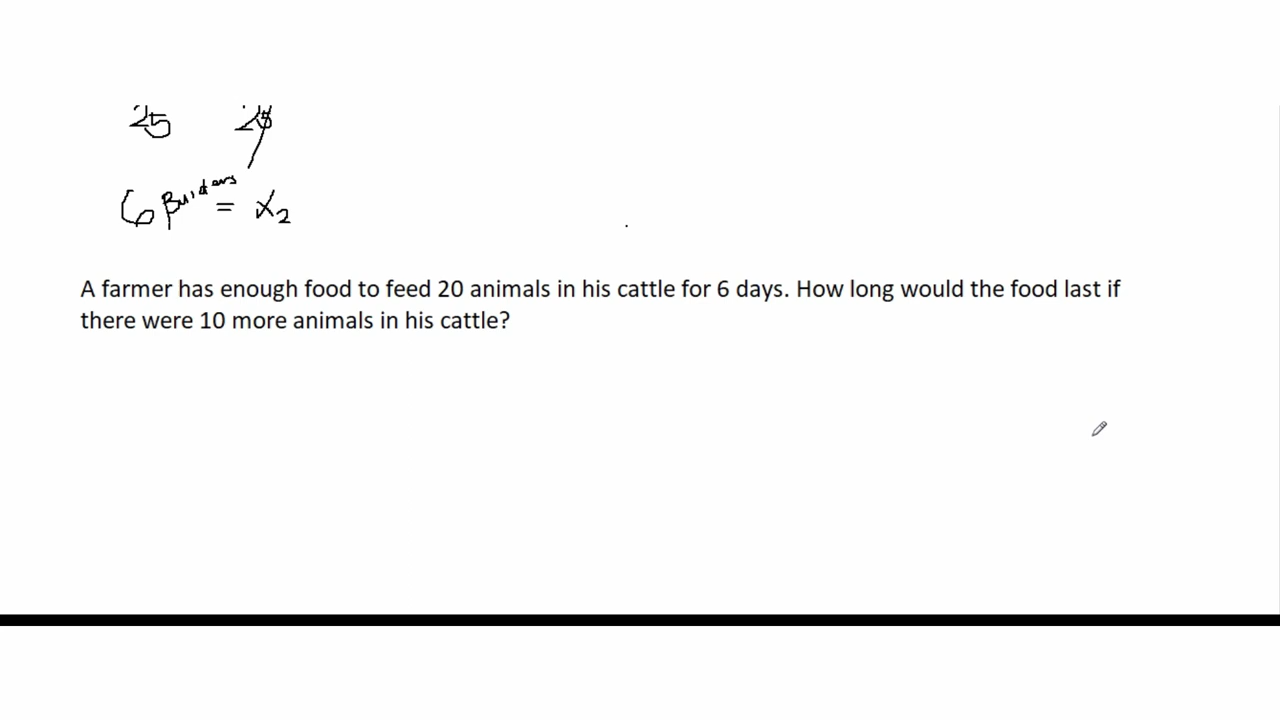 25
6 Builders = x₂
A farmer has enough food to feed 20 animals in his cattle for 6 days. How long would the food last if
there were 10 more animals in his cattle?